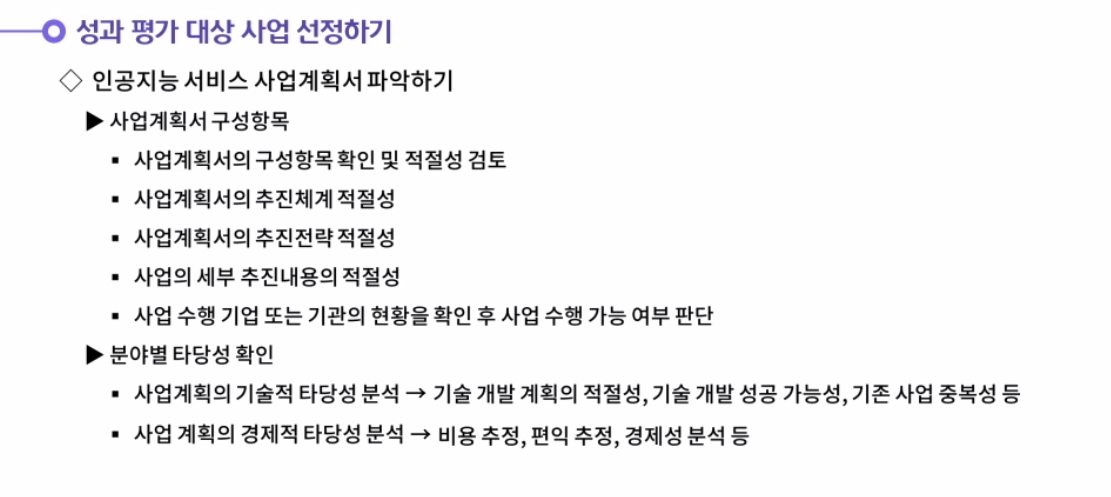 성과 평가 대상 사업 선정하기
◇ 인공지능 서비스 사업계획서 파악하기
▶ 사업계획서 구성항목
▪ 사업계획서의 구성항목 확인 및 적절성 검토
▪ 사업계획서의 추진체계 적절성
▪ 사업계획서의 추진전략 적절성
▪ 사업의 세부 추진내용의 적절성
▪ 사업 수행 기업 또는 기관의 현황을 확인 후 사업 수행 가능 여부 판단
▶ 분야별 타당성 확인
▪ 사업계획의 기술적 타당성 분석 → 기술 개발 계획의 적절성, 기술 개발 성공 가능성, 기존 사업 중복성 등
▪ 사업 계획의 경제적 타당성 분석 → 비용 추정, 편익 추정, 경제성 분석 등